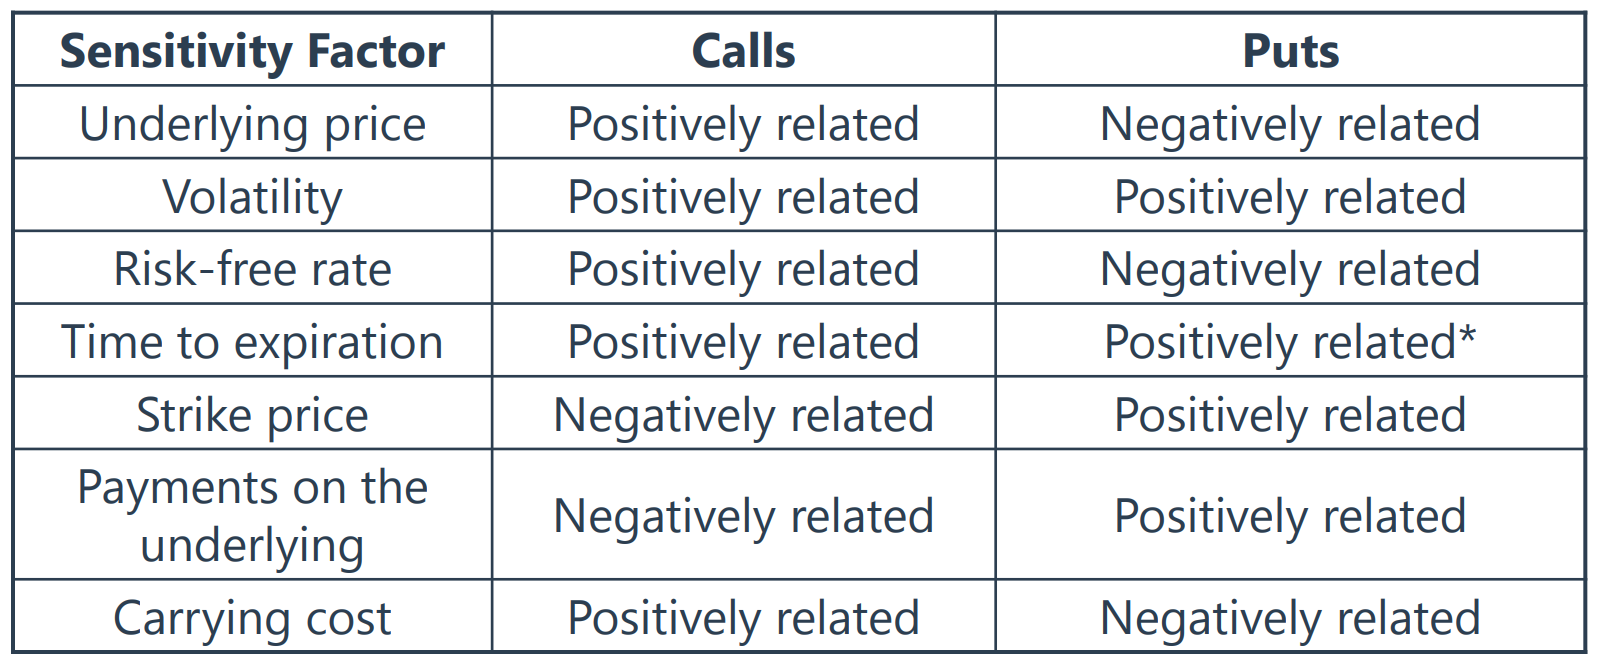 Sensitivity Factor Calls Puts
Underlying price Positively related Negatively related
Volatility Positively related Positively related
Risk-free rate Positively related Negatively related
Time to expiration Positively related Positively related*
Strike price Negatively related Positively related
Payments on the
underlying Negatively related Positively related
Carrying cost Positively related Negatively related